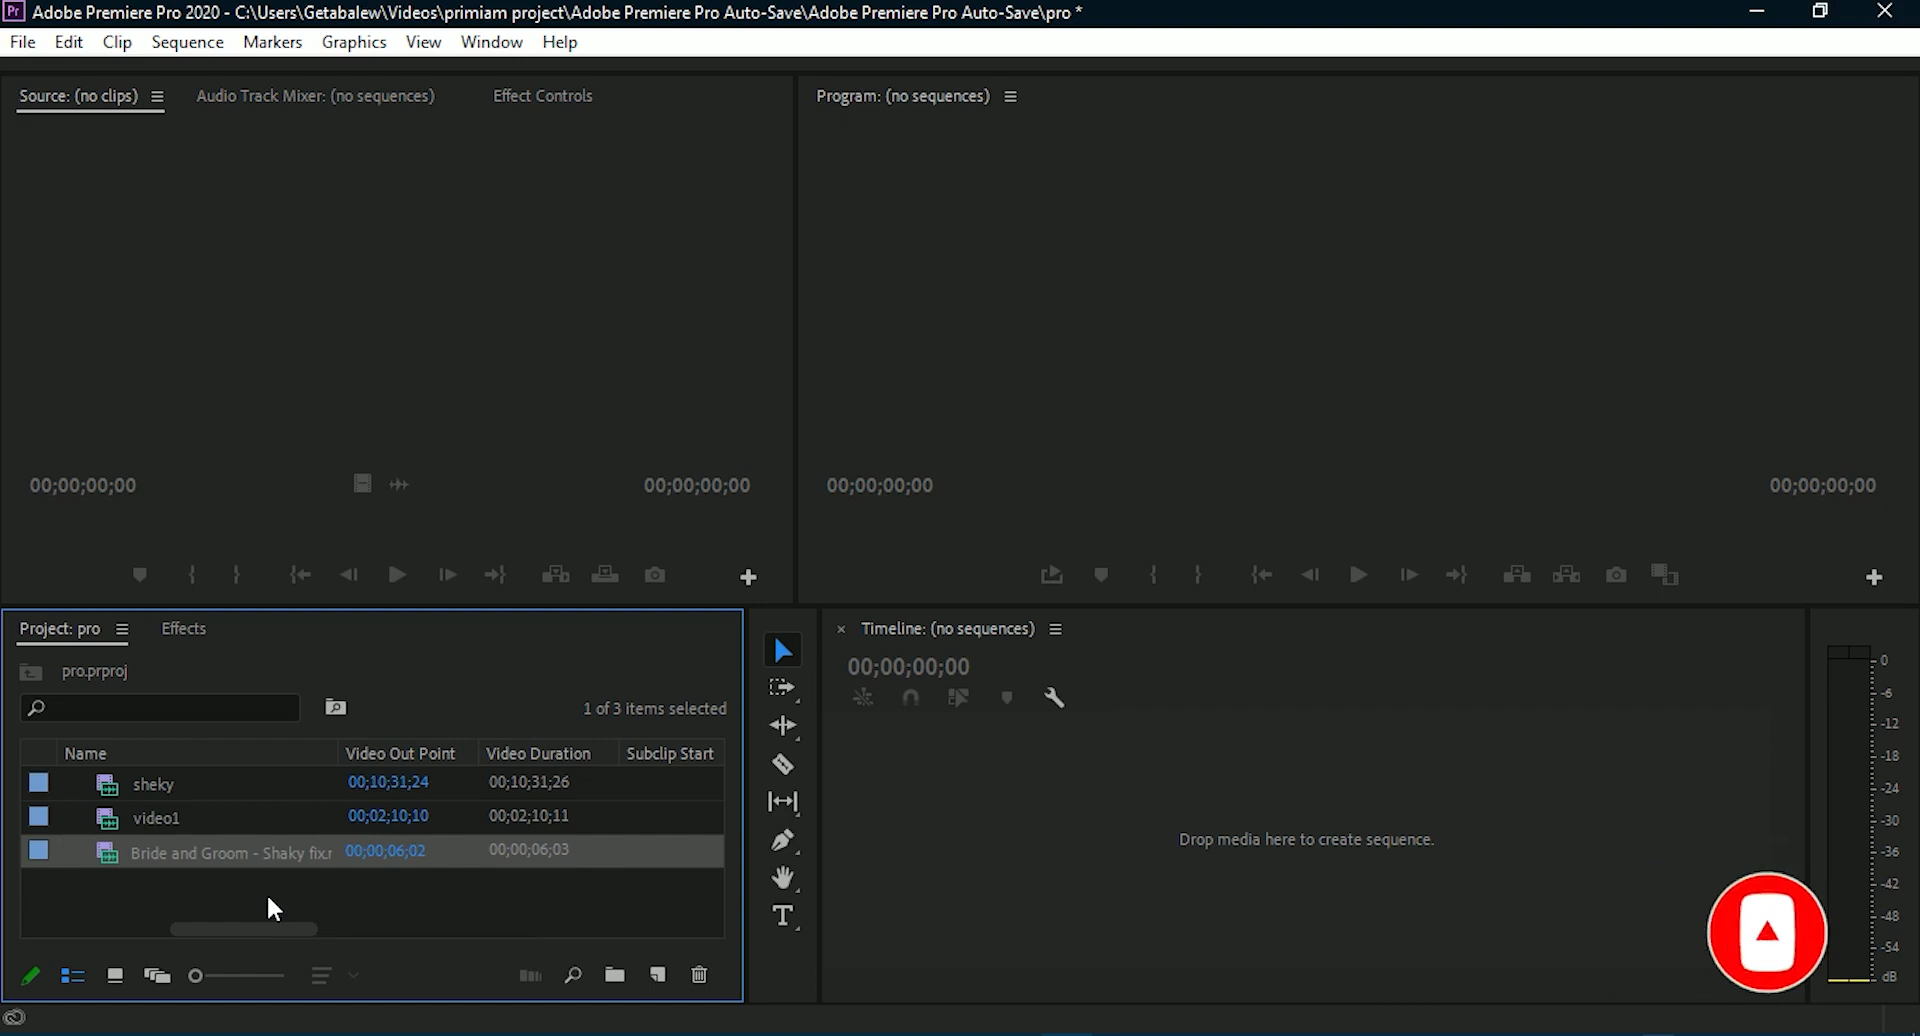 Pr Adobe Premiere Pro 2020 - C:\Users\Getabalew\Videos\primiam project\Adobe Premiere Pro Auto-Save\Adobe Premiere Pro Auto-Save\pro *
File Edit Clip Sequence Markers Graphics View Window Help
Source: (no clips) Audio Track Mixer: (no sequences) Effect Controls
Program: (no sequences)
00;00;00;00 00;00;00;00
00;00;00;00 00;00;00;00
Project: pro Effects
pro.prproj
1 of 3 items selected
Name Video Out Point Video Duration Subclip Start
sheky 00;10;31;24 00;10;31;26
video1 00;02;10;10 00;02;10;11
Bride and Groom - Shaky fix.r 00;00;06;02 00;00;06;03
× Timeline: (no sequences)
00;00;00;00
Drop media here to create sequence.
0
-6
-12
-18
-24
-30
-36
-42
-48
-54
dB